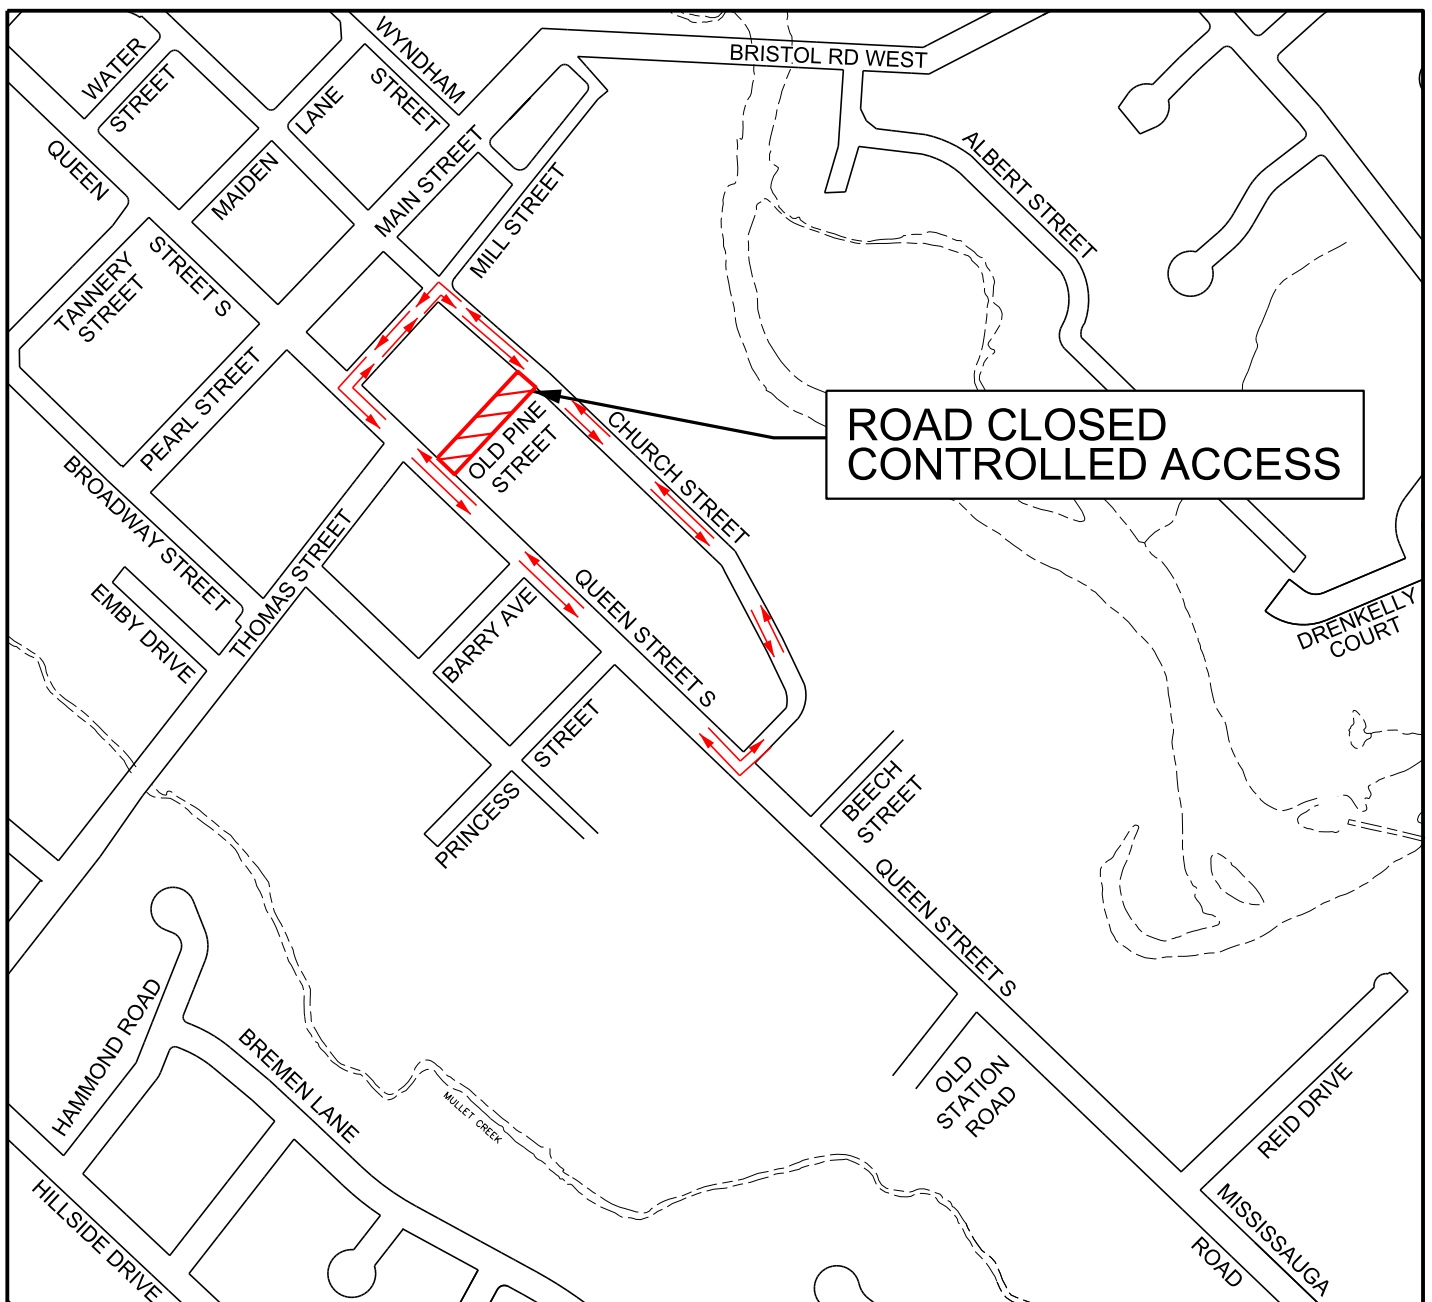 WYNDHAM
STREET
WATER
STREET
BRISTOL RD WEST
LANE
MAIDEN
QUEEN
STREET S
MAIN STREET
MILL STREET
ALBERT STREET
TANNERY
STREET
PEARL STREET
OLD PINE
STREET
CHURCH STREET
ROAD CLOSED
CONTROLLED ACCESS
BROADWAY STREET
THOMAS STREET
EMBY DRIVE
BARRY AVE
QUEEN STREET S
DRENKELLY
COURT
STREET
PRINCESS
BEECH
STREET
QUEEN STREET S
HAMMOND ROAD
BREMEN LANE
MULLET CREEK
OLD
STATION
ROAD
REID DRIVE
HILLSIDE DRIVE
MISSISSAUGA
ROAD